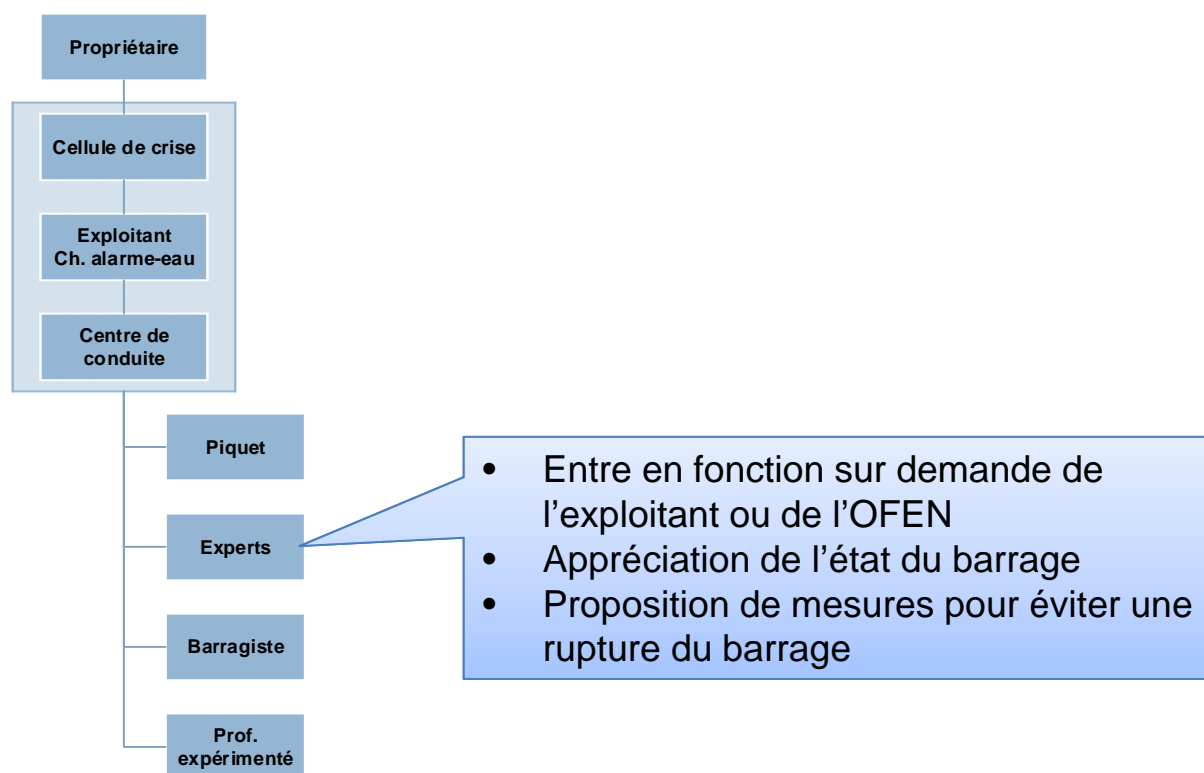 Propriétaire
Cellule de crise
Exploitant
Ch. alarme-eau
Centre de
conduite
Piquet
Experts
Barragiste
Prof.
expérimenté
• Entre en fonction sur demande de
l’exploitant ou de l’OFEN
• Appréciation de l’état du barrage
• Proposition de mesures pour éviter une
rupture du barrage